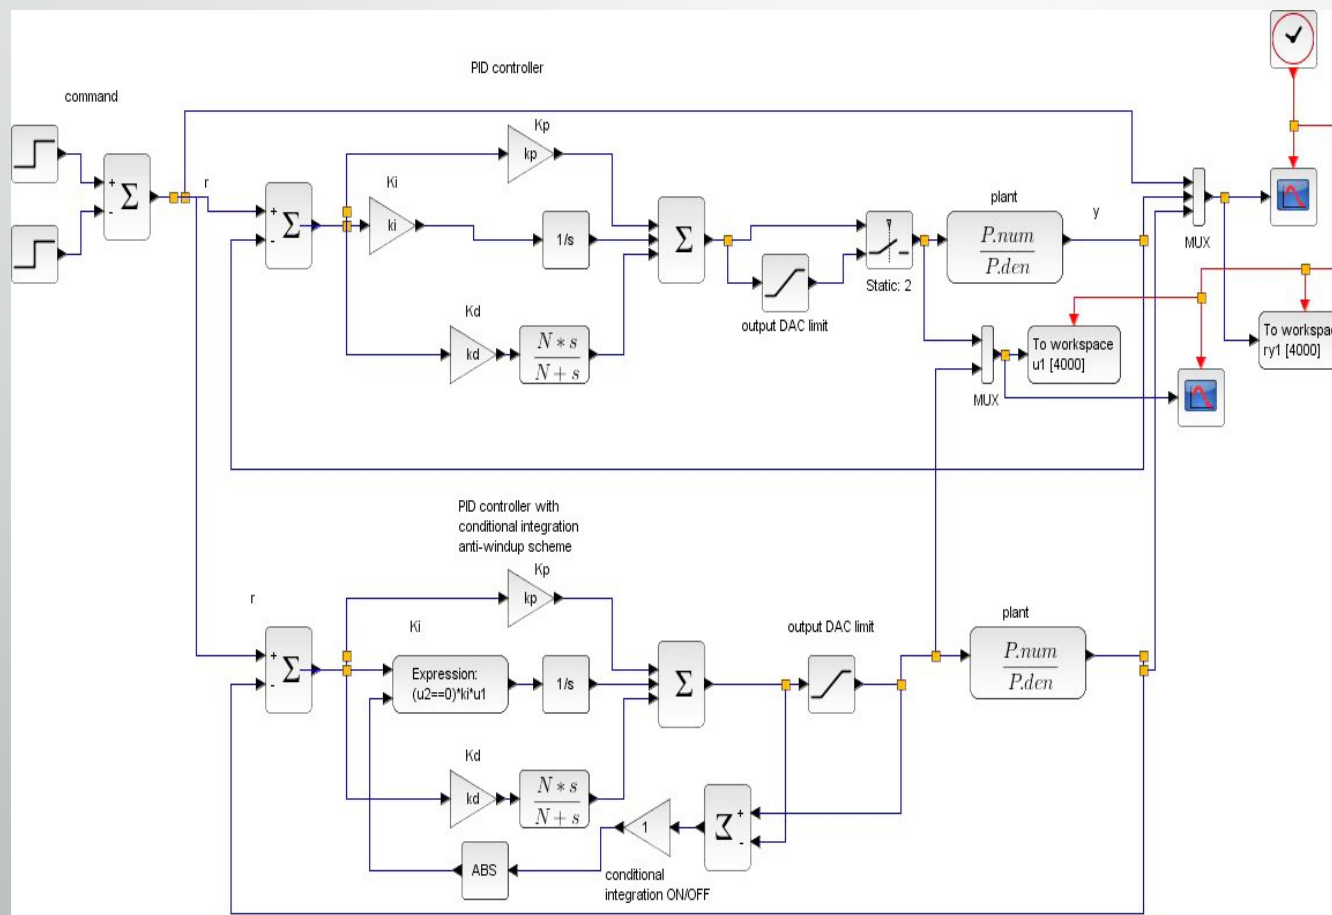 PID controller
command
Kp
kp
+
Σ
-
r
Ki
ki
+
Σ
-
1/s
Σ
plant
y
P.num
P.den
Static: 2
MUX
output DAC limit
Kd
kd
N * s
N + s
To workspace
u1 [4000]
MUX
To workspac
ry1 [4000]
PID controller with
conditional integration
anti-windup scheme
Kp
kp
r
Ki
+
Σ
-
Expression:
(u2==0)*ki*u1
1/s
Σ
output DAC limit
plant
P.num
P.den
Kd
kd
N * s
N + s
1
Σ
+
-
ABS
conditional
integration ON/OFF